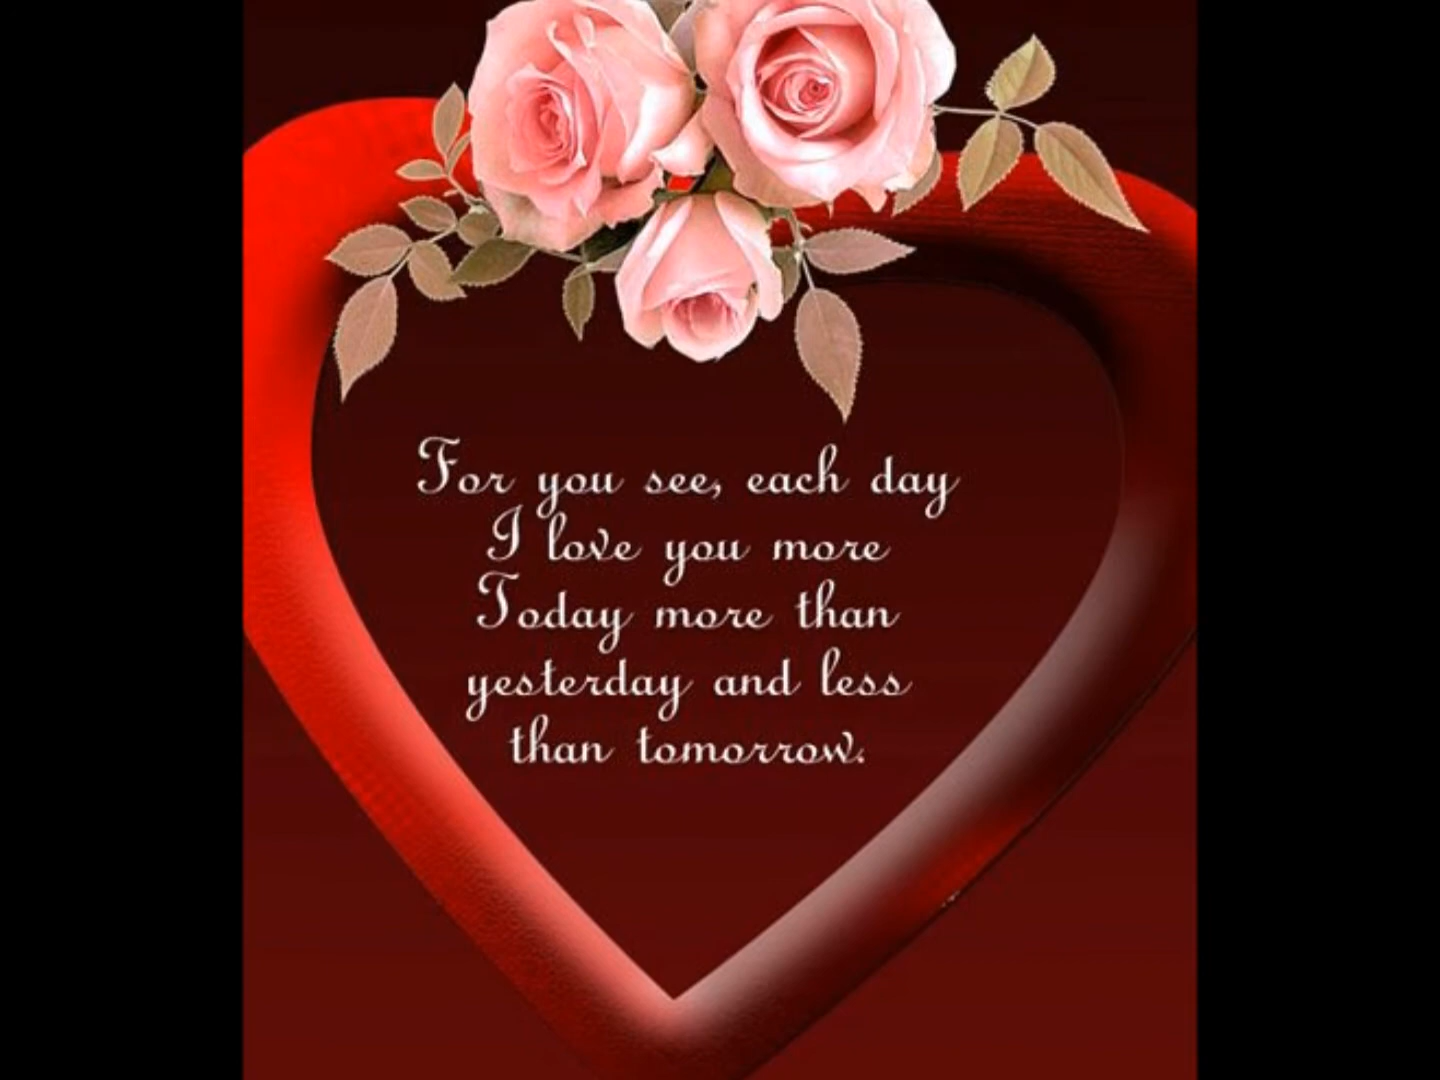 For you see, each day
I love you more
Today more than
yesterday and less
than tomorrow.